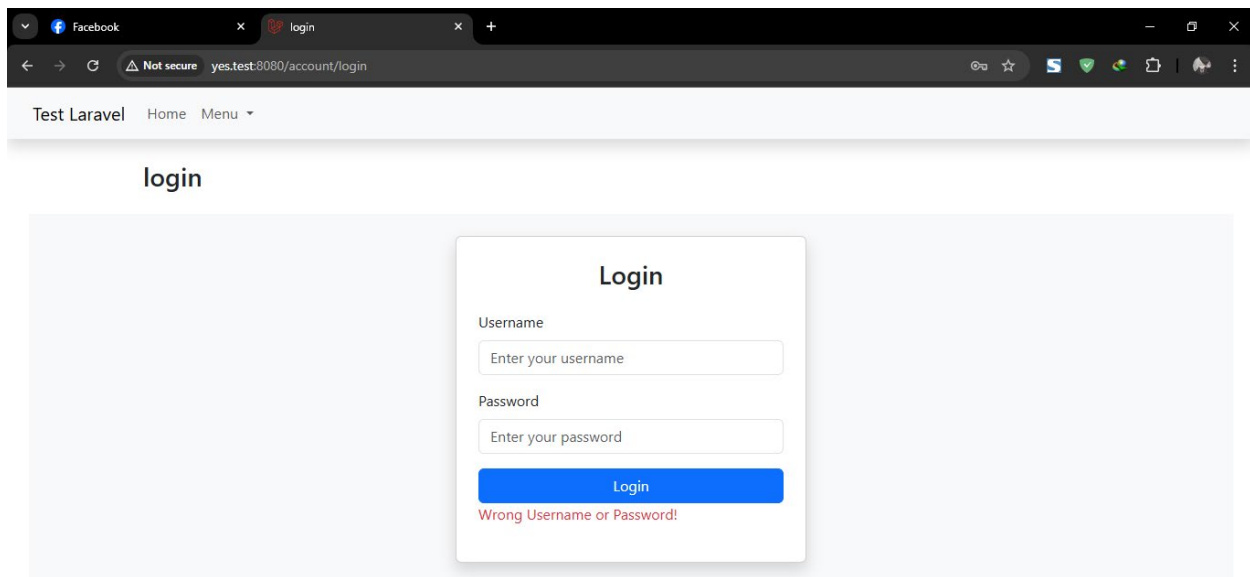 Facebook
login
Not secure yes.test:8080/account/login
Test Laravel Home Menu
login
Login
Username
Enter your username
Password
Enter your password
Login
Wrong Username or Password!